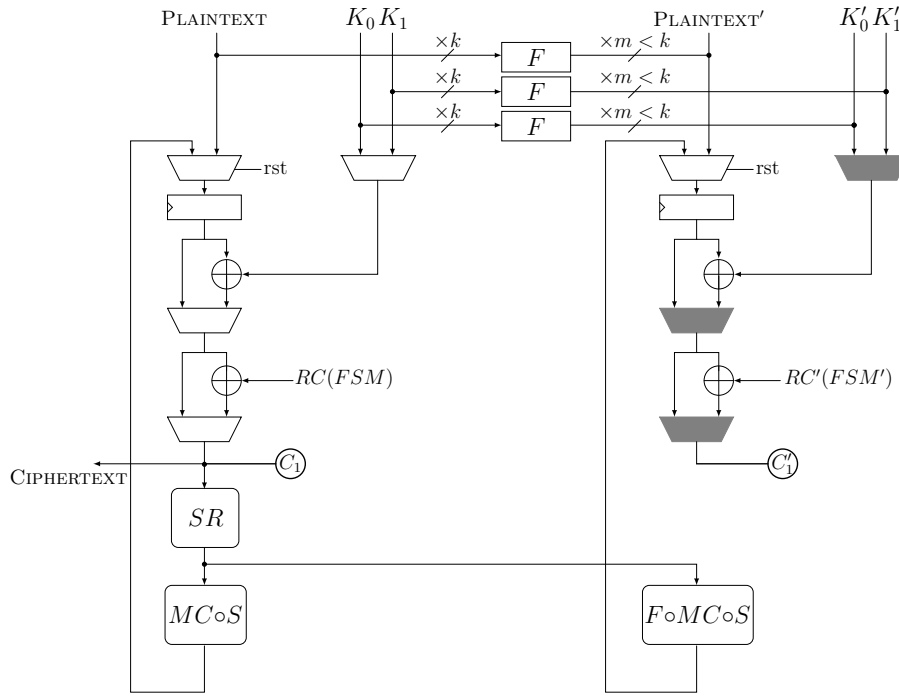 PLAINTEXT K₀ K₁ PLAINTEXT′ K′₀ K′₁
×k F ×m < k
×k F ×m < k
×k F ×m < k
rst rst
RC(FSM) RC′(FSM′)
C₁ C′₁
CIPHERTEXT
SR
MC∘S F∘MC∘S